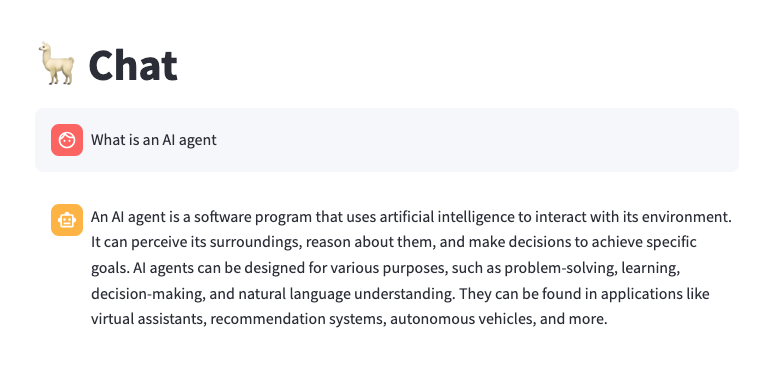 🦙 Chat
What is an AI agent
An AI agent is a software program that uses artificial intelligence to interact with its environment.
It can perceive its surroundings, reason about them, and make decisions to achieve specific
goals. AI agents can be designed for various purposes, such as problem-solving, learning,
decision-making, and natural language understanding. They can be found in applications like
virtual assistants, recommendation systems, autonomous vehicles, and more.